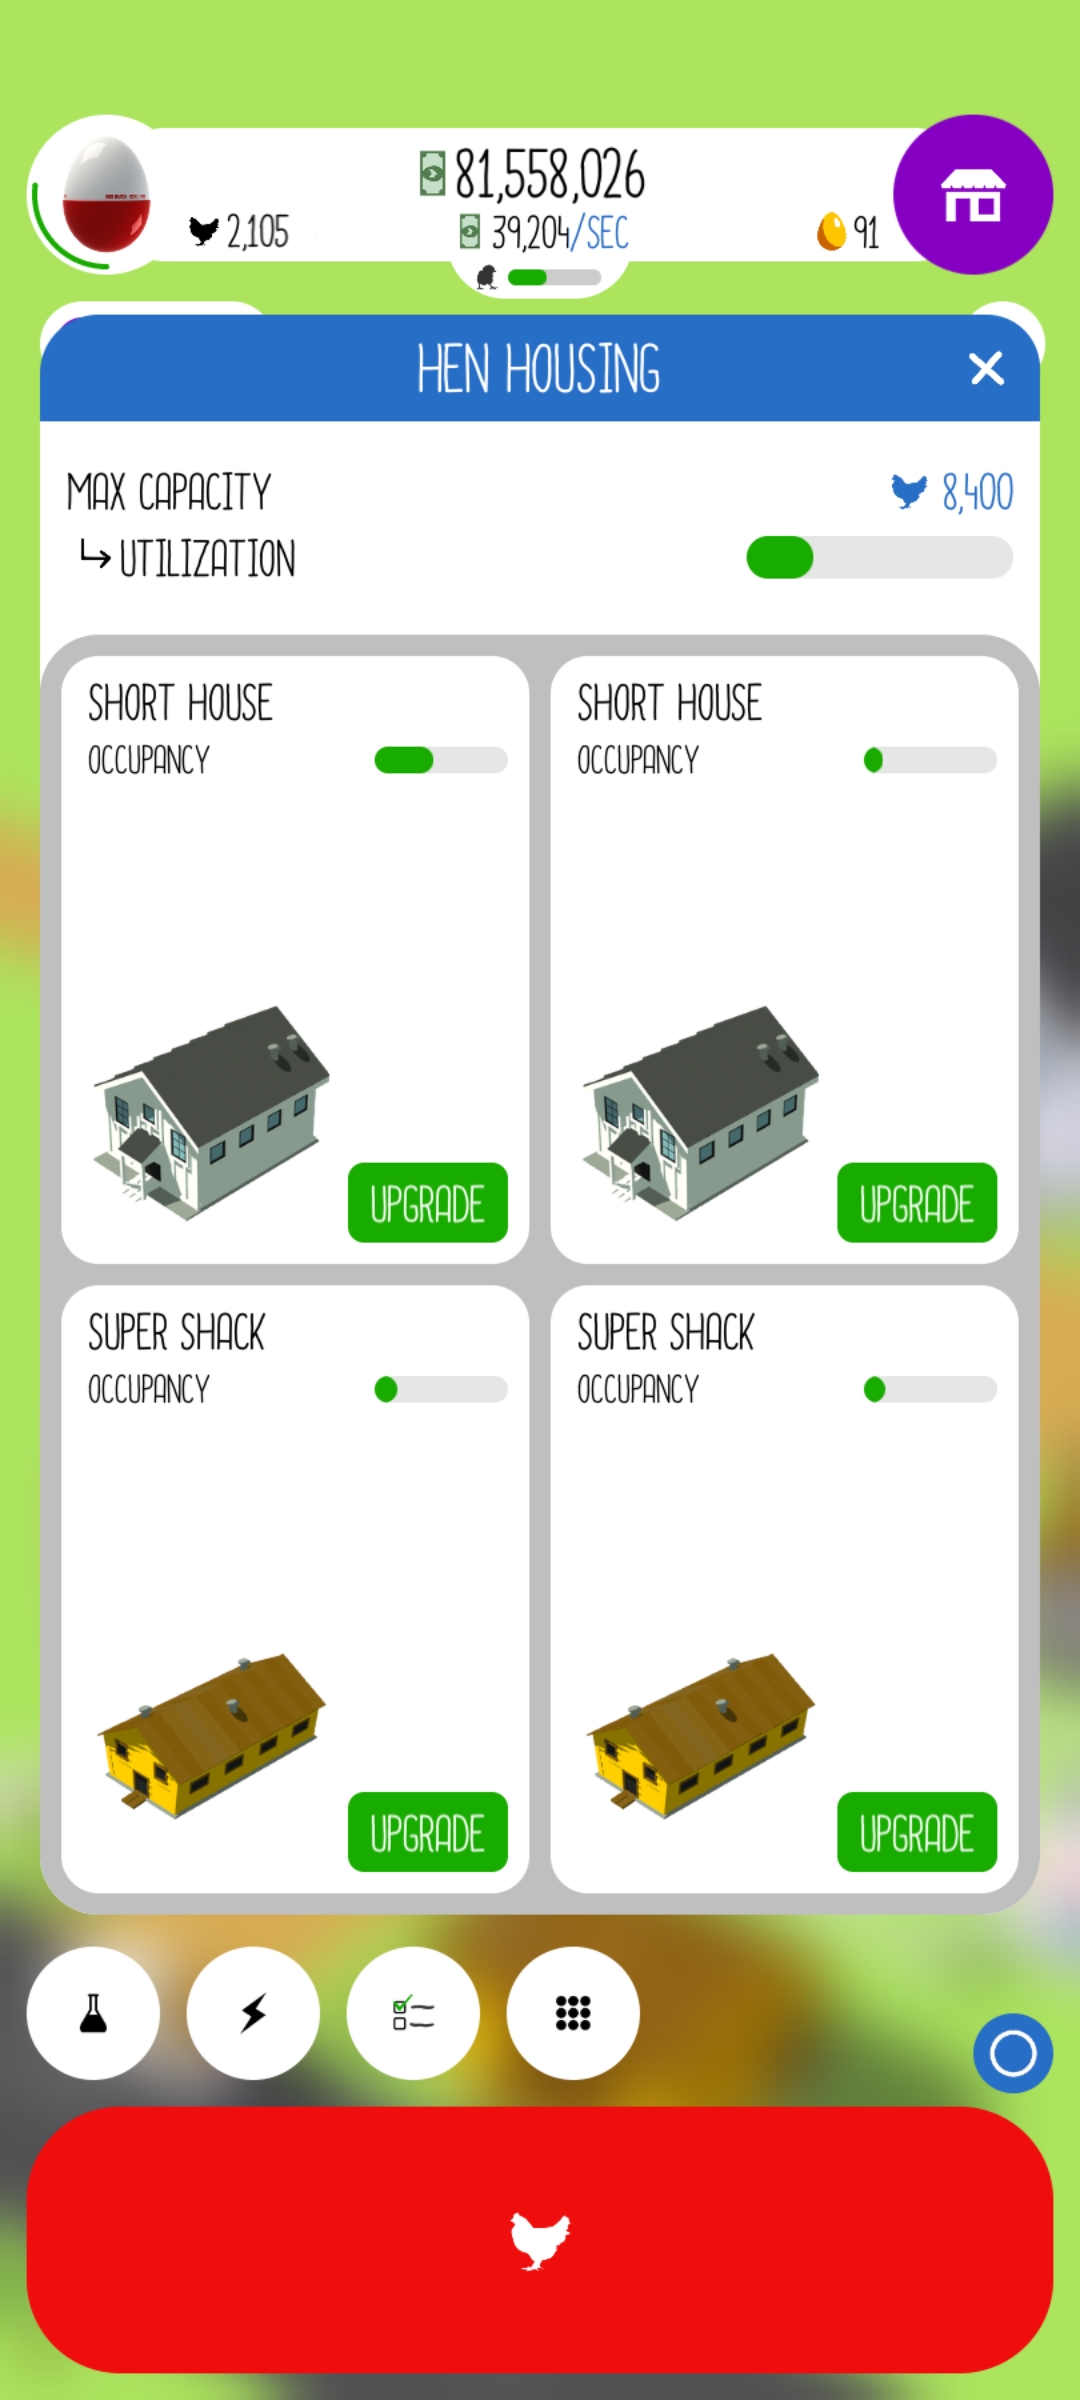 81,558,026
2,105
39,204/SEC
91
HEN HOUSING
MAX CAPACITY
8,400
UTILIZATION
SHORT HOUSE
OCCUPANCY
UPGRADE
SHORT HOUSE
OCCUPANCY
UPGRADE
SUPER SHACK
OCCUPANCY
UPGRADE
SUPER SHACK
OCCUPANCY
UPGRADE